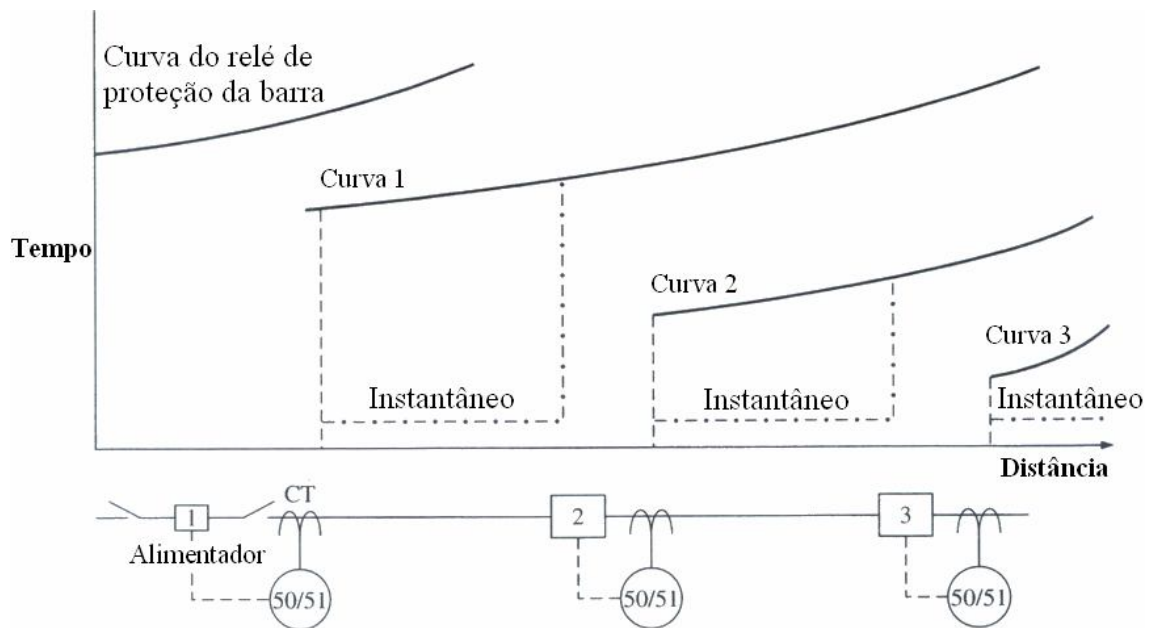 Curva do relé de
proteção da barra
Curva 1
Tempo
Curva 2
Curva 3
Instantâneo
Instantâneo
Instantâneo
Distância
CT
1
2
3
Alimentador
50/51
50/51
50/51